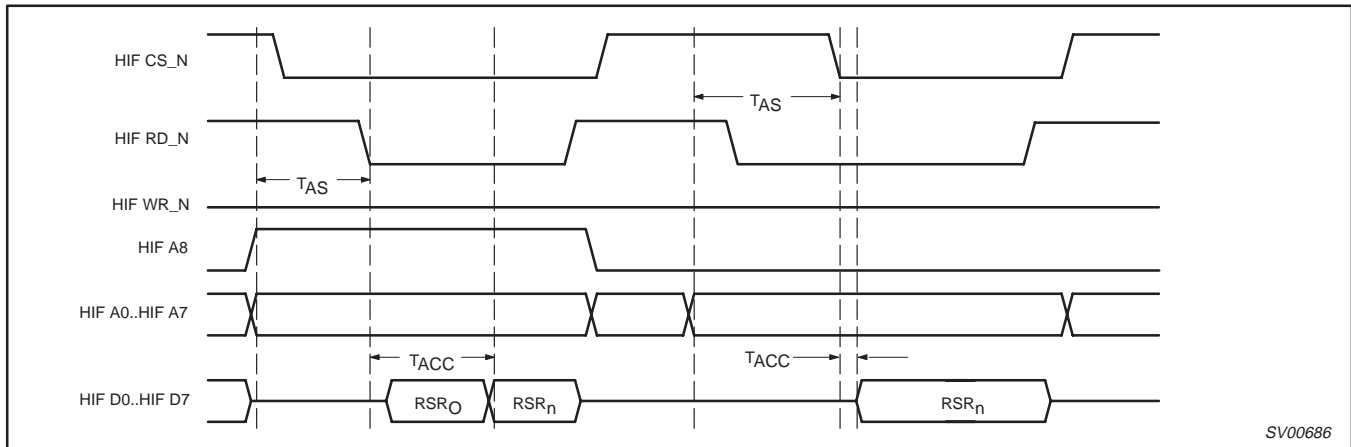 HIF CS_N
TAS
HIF RD_N
TAS
HIF WR_N
HIF A8
HIF A0..HIF A7
TACC
TACC
HIF D0..HIF D7
RSRO
RSRn
RSRn
SV00686